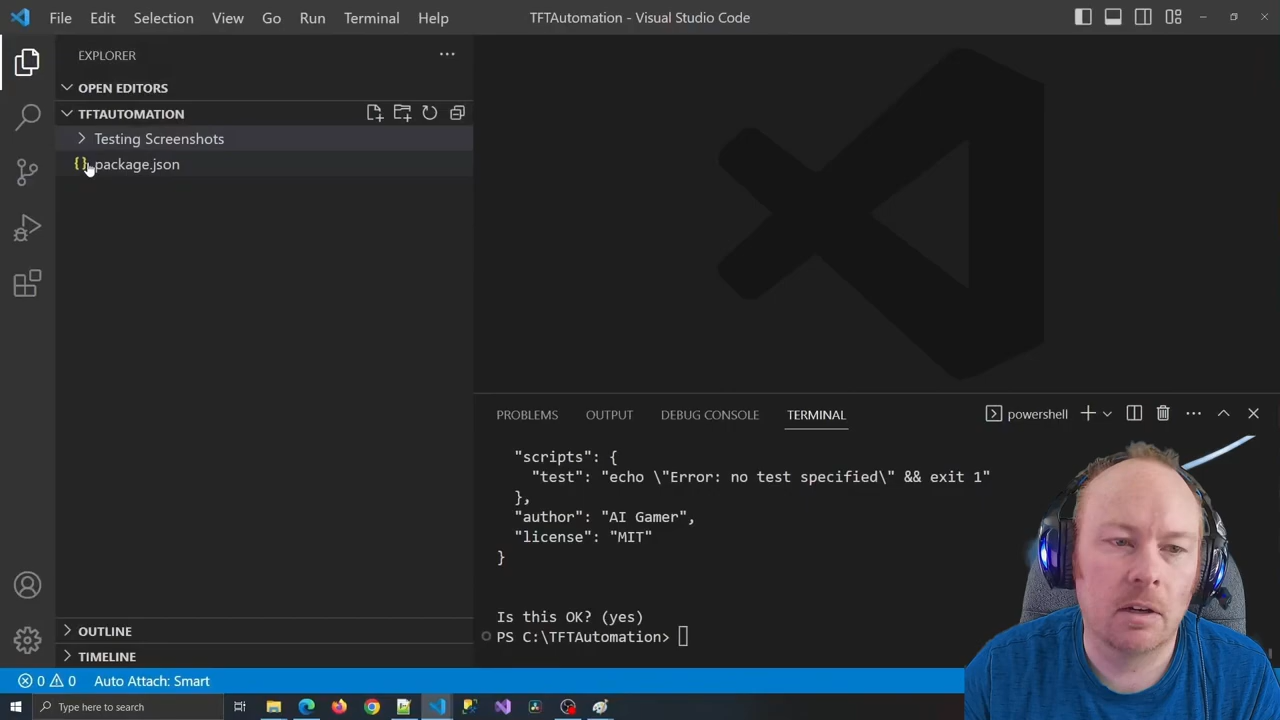 File Edit Selection View Go Run Terminal Help
TFTAutomation - Visual Studio Code
EXPLORER
OPEN EDITORS
TFTAUTOMATION
Testing Screenshots
{} package.json
PROBLEMS OUTPUT DEBUG CONSOLE TERMINAL
powershell
"scripts": {
"test": "echo \"Error: no test specified\" && exit 1"
},
"author": "AI Gamer",
"license": "MIT"
}
Is this OK? (yes)
PS C:\TFTAutomation>
OUTLINE
TIMELINE
0 0 Auto Attach: Smart
Type here to search